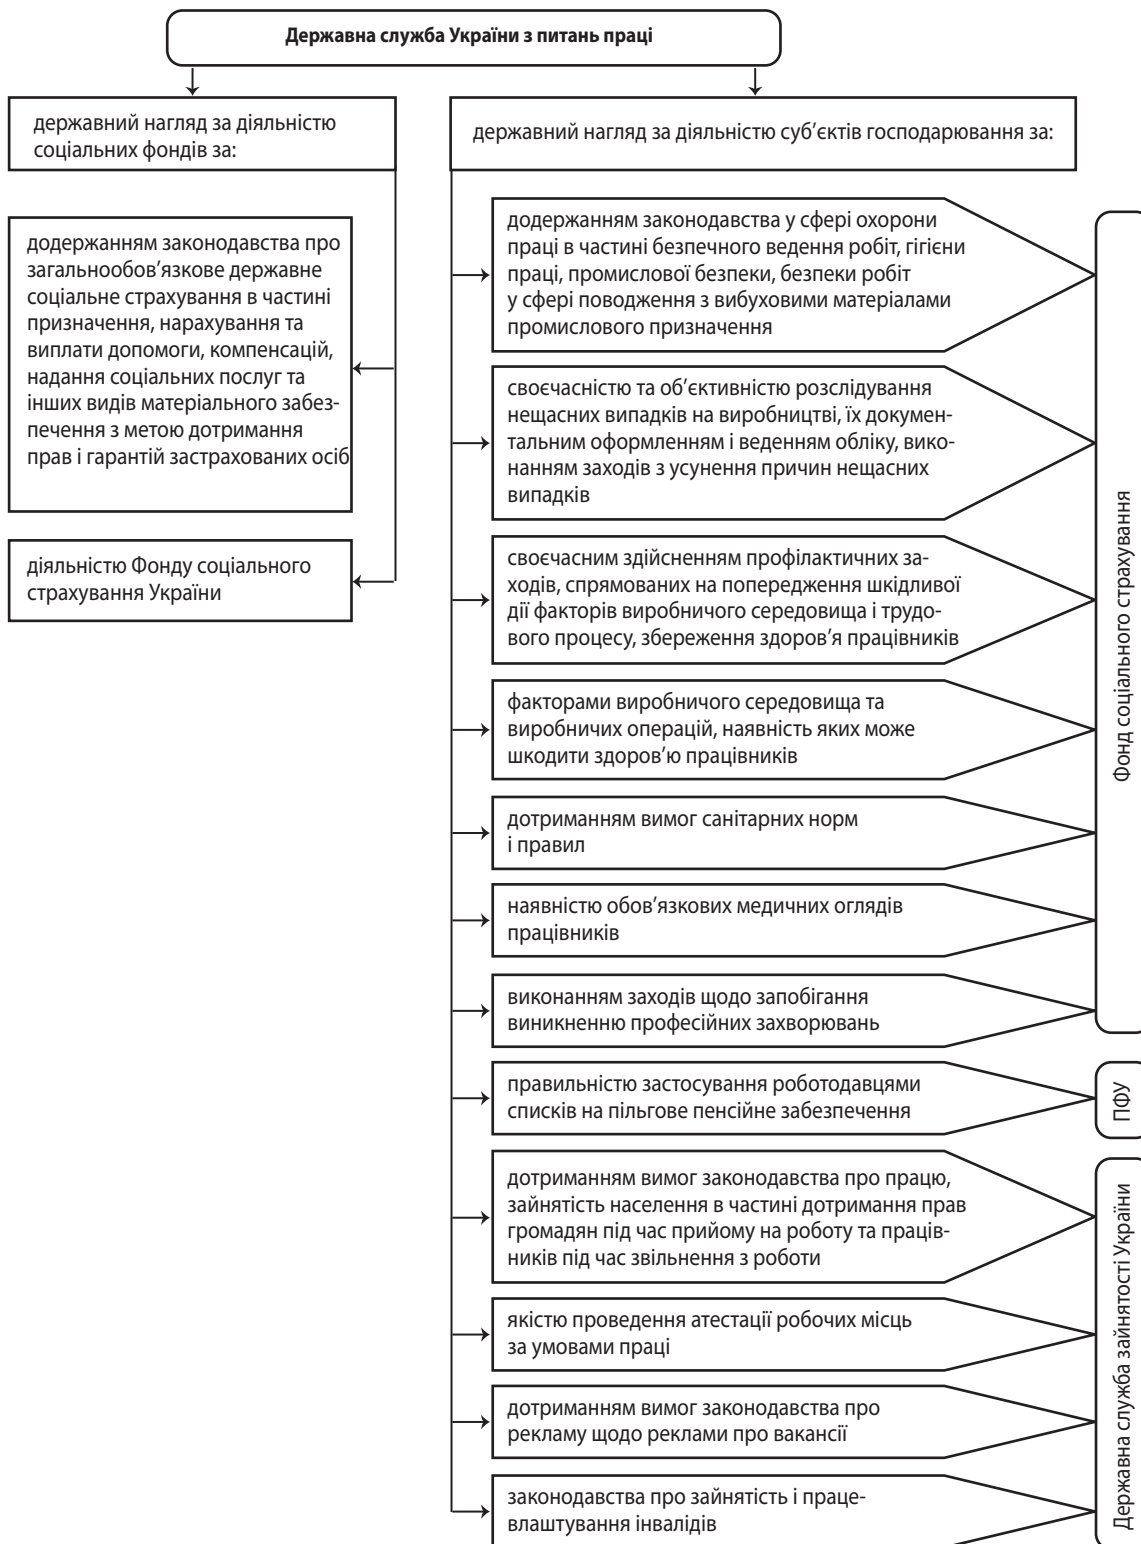 Державна служба України з питань праці
державний нагляд за діяльністю
соціальних фондів за:
додержанням законодавства про
загальнообов’язкове державне
соціальне страхування в частині
призначення, нарахування та
виплати допомоги, компенсацій,
надання соціальних послуг та
інших видів матеріального забез-
печення з метою дотримання
прав і гарантій застрахованих осіб
діяльністю Фонду соціального
страхування України
державний нагляд за діяльністю суб’єктів господарювання за:
додержанням законодавства у сфері охорони
праці в частині безпечного ведення робіт, гігієни
праці, промислової безпеки, безпеки робіт
у сфері поводження з вибуховими матеріалами
промислового призначення
своєчасністю та об’єктивністю розслідування
нещасних випадків на виробництві, їх докумен-
тальним оформленням і веденням обліку, вико-
нанням заходів з усунення причин нещасних
випадків
своєчасним здійсненням профілактичних за-
ходів, спрямованих на попередження шкідливої
дії факторів виробничого середовища і трудо-
вого процесу, збереження здоров’я працівників
факторами виробничого середовища та
виробничих операцій, наявність яких може
шкодити здоров’ю працівників
дотриманням вимог санітарних норм
і правил
наявністю обов’язкових медичних оглядів
працівників
виконанням заходів щодо запобігання
виникненню професійних захворювань
правильністю застосування роботодавцями
списків на пільгове пенсійне забезпечення
дотриманням вимог законодавства про працю,
зайнятість населення в частині дотримання прав
громадян під час прийому на роботу та праців-
ників під час звільнення з роботи
якістю проведення атестації робочих місць
за умовами праці
дотриманням вимог законодавства про
рекламу щодо реклами про вакансії
законодавства про зайнятість і праце-
влаштування інвалідів
Фонд соціального страхування
ПФУ
Державна служба зайнятості України